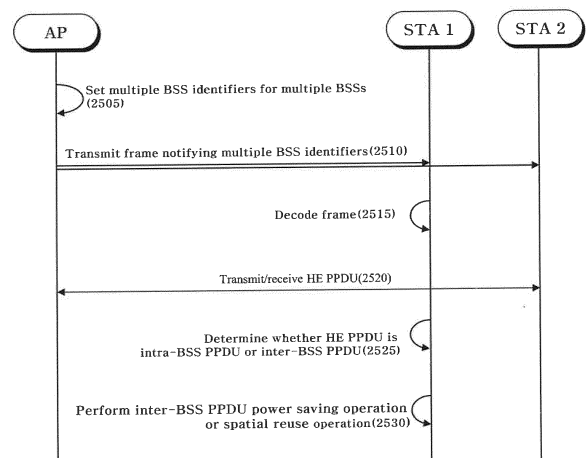 AP
STA 1
STA 2
Set multiple BSS identifiers for multiple BSSs
(2505)
Transmit frame notifying multiple BSS identifiers(2510)
Decode frame(2515)
Transmit/receive HE PPDU(2520)
Determine whether HE PPDU is
intra-BSS PPDU or inter-BSS PPDU(2525)
Perform inter-BSS PPDU power saving operation
or spatial reuse operation(2530)